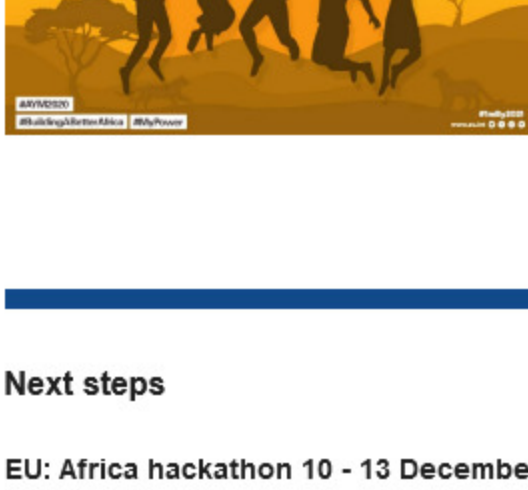 #AYM2020
#BuildingABetterAfrica #MyPower
Next steps
EU: Africa hackathon 10 - 13 Decembe